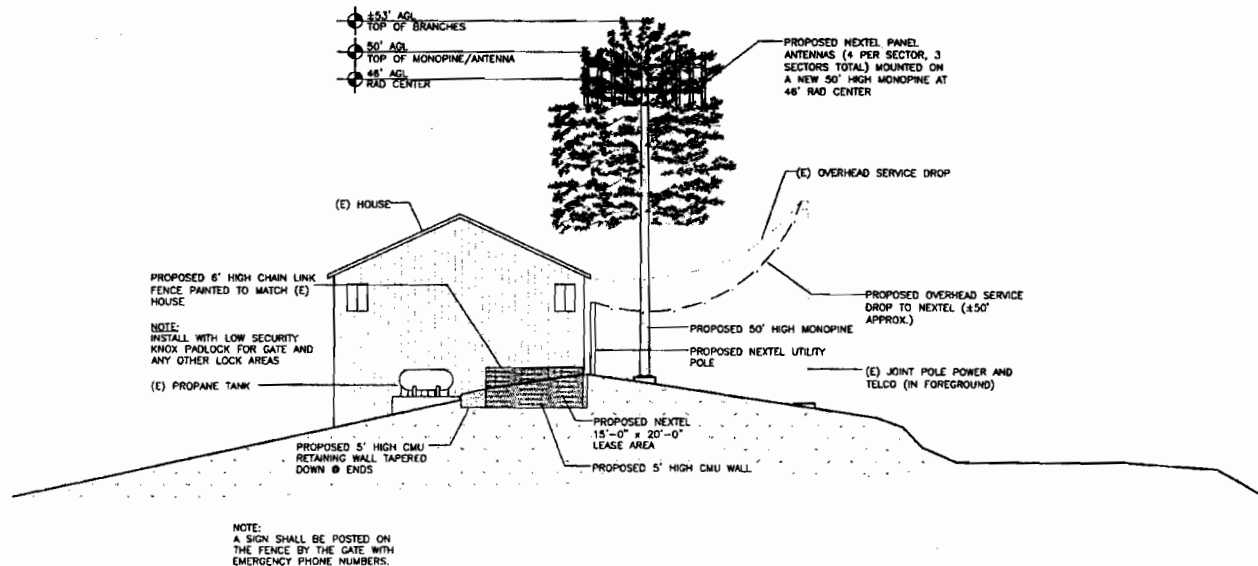 ±53' AGL
TOP OF BRANCHES
50' AGL
TOP OF MONOPINE/ANTENNA
46' AGL
RAD CENTER
PROPOSED NEXTEL PANEL
ANTENNAS (4 PER SECTOR, 3
SECTORS TOTAL) MOUNTED ON
A NEW 50' HIGH MONOPINE AT
46' RAD CENTER
(E) OVERHEAD SERVICE DROP
(E) HOUSE
PROPOSED 6' HIGH CHAIN LINK
FENCE PAINTED TO MATCH (E)
HOUSE
NOTE:
INSTALL WITH LOW SECURITY
KNOX PADLOCK FOR GATE AND
ANY OTHER LOCK AREAS
(E) PROPANE TANK
PROPOSED OVERHEAD SERVICE
DROP TO NEXTEL (±50'
APPROX.)
PROPOSED 50' HIGH MONOPINE
PROPOSED NEXTEL UTILITY
POLE
(E) JOINT POLE POWER AND
TELCO (IN FOREGROUND)
PROPOSED 5' HIGH CMU
RETAINING WALL TAPERED
DOWN @ ENDS
PROPOSED NEXTEL
15'-0" x 20'-0"
LEASE AREA
PROPOSED 5' HIGH CMU WALL
NOTE:
A SIGN SHALL BE POSTED ON
THE FENCE BY THE GATE WITH
EMERGENCY PHONE NUMBERS.